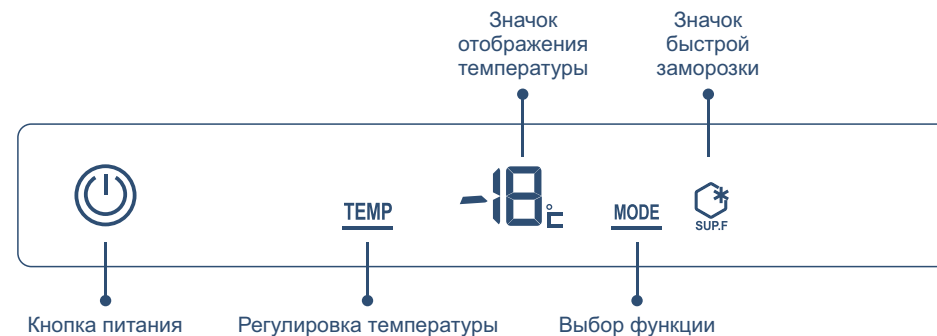 Значок
отображения
температуры
Значок
быстрой
заморозки
TEMP
-18°C
MODE
SUP.F
Кнопка питания
Регулировка температуры
Выбор функции